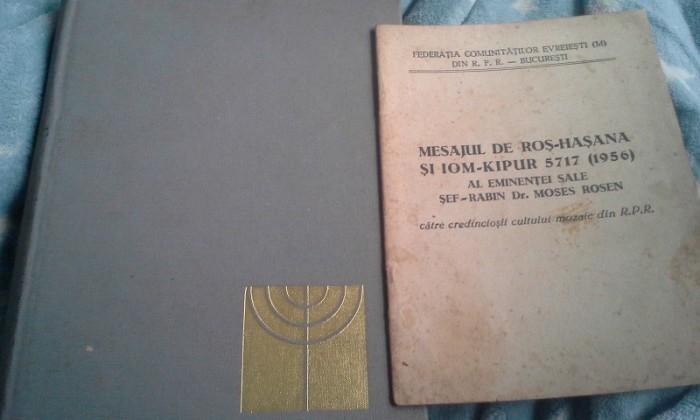 FEDERAȚIA COMUNITĂȚILOR EVREIEȘTI (M)
DIN R. P. R. — BUCUREȘTI
MESAJUL DE ROȘ-HAȘANA
ȘI IOM-KIPUR 5717 (1956)
AL EMINENȚEI SALE
ȘEF-RABIN Dr. MOSES ROSEN
către credincioșii cultului mozaic din R.P.R.